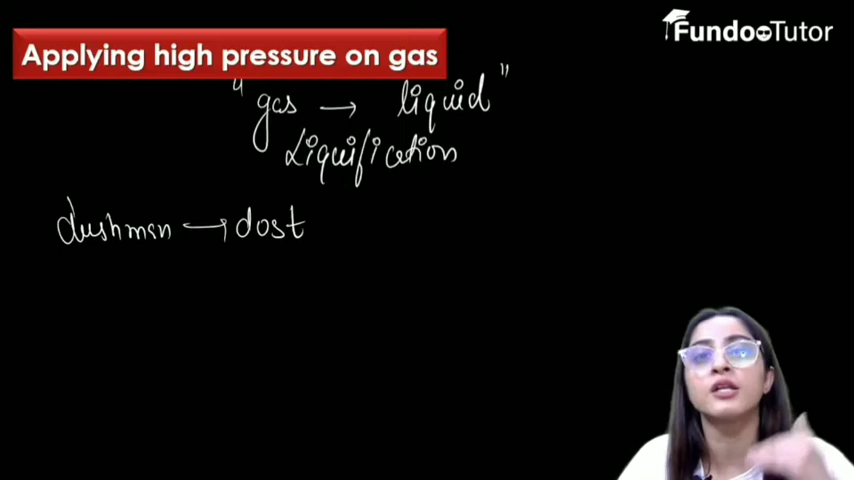 FundooTutor
Applying high pressure on gas
"gas → liquid"
Liquification
dushman → dost